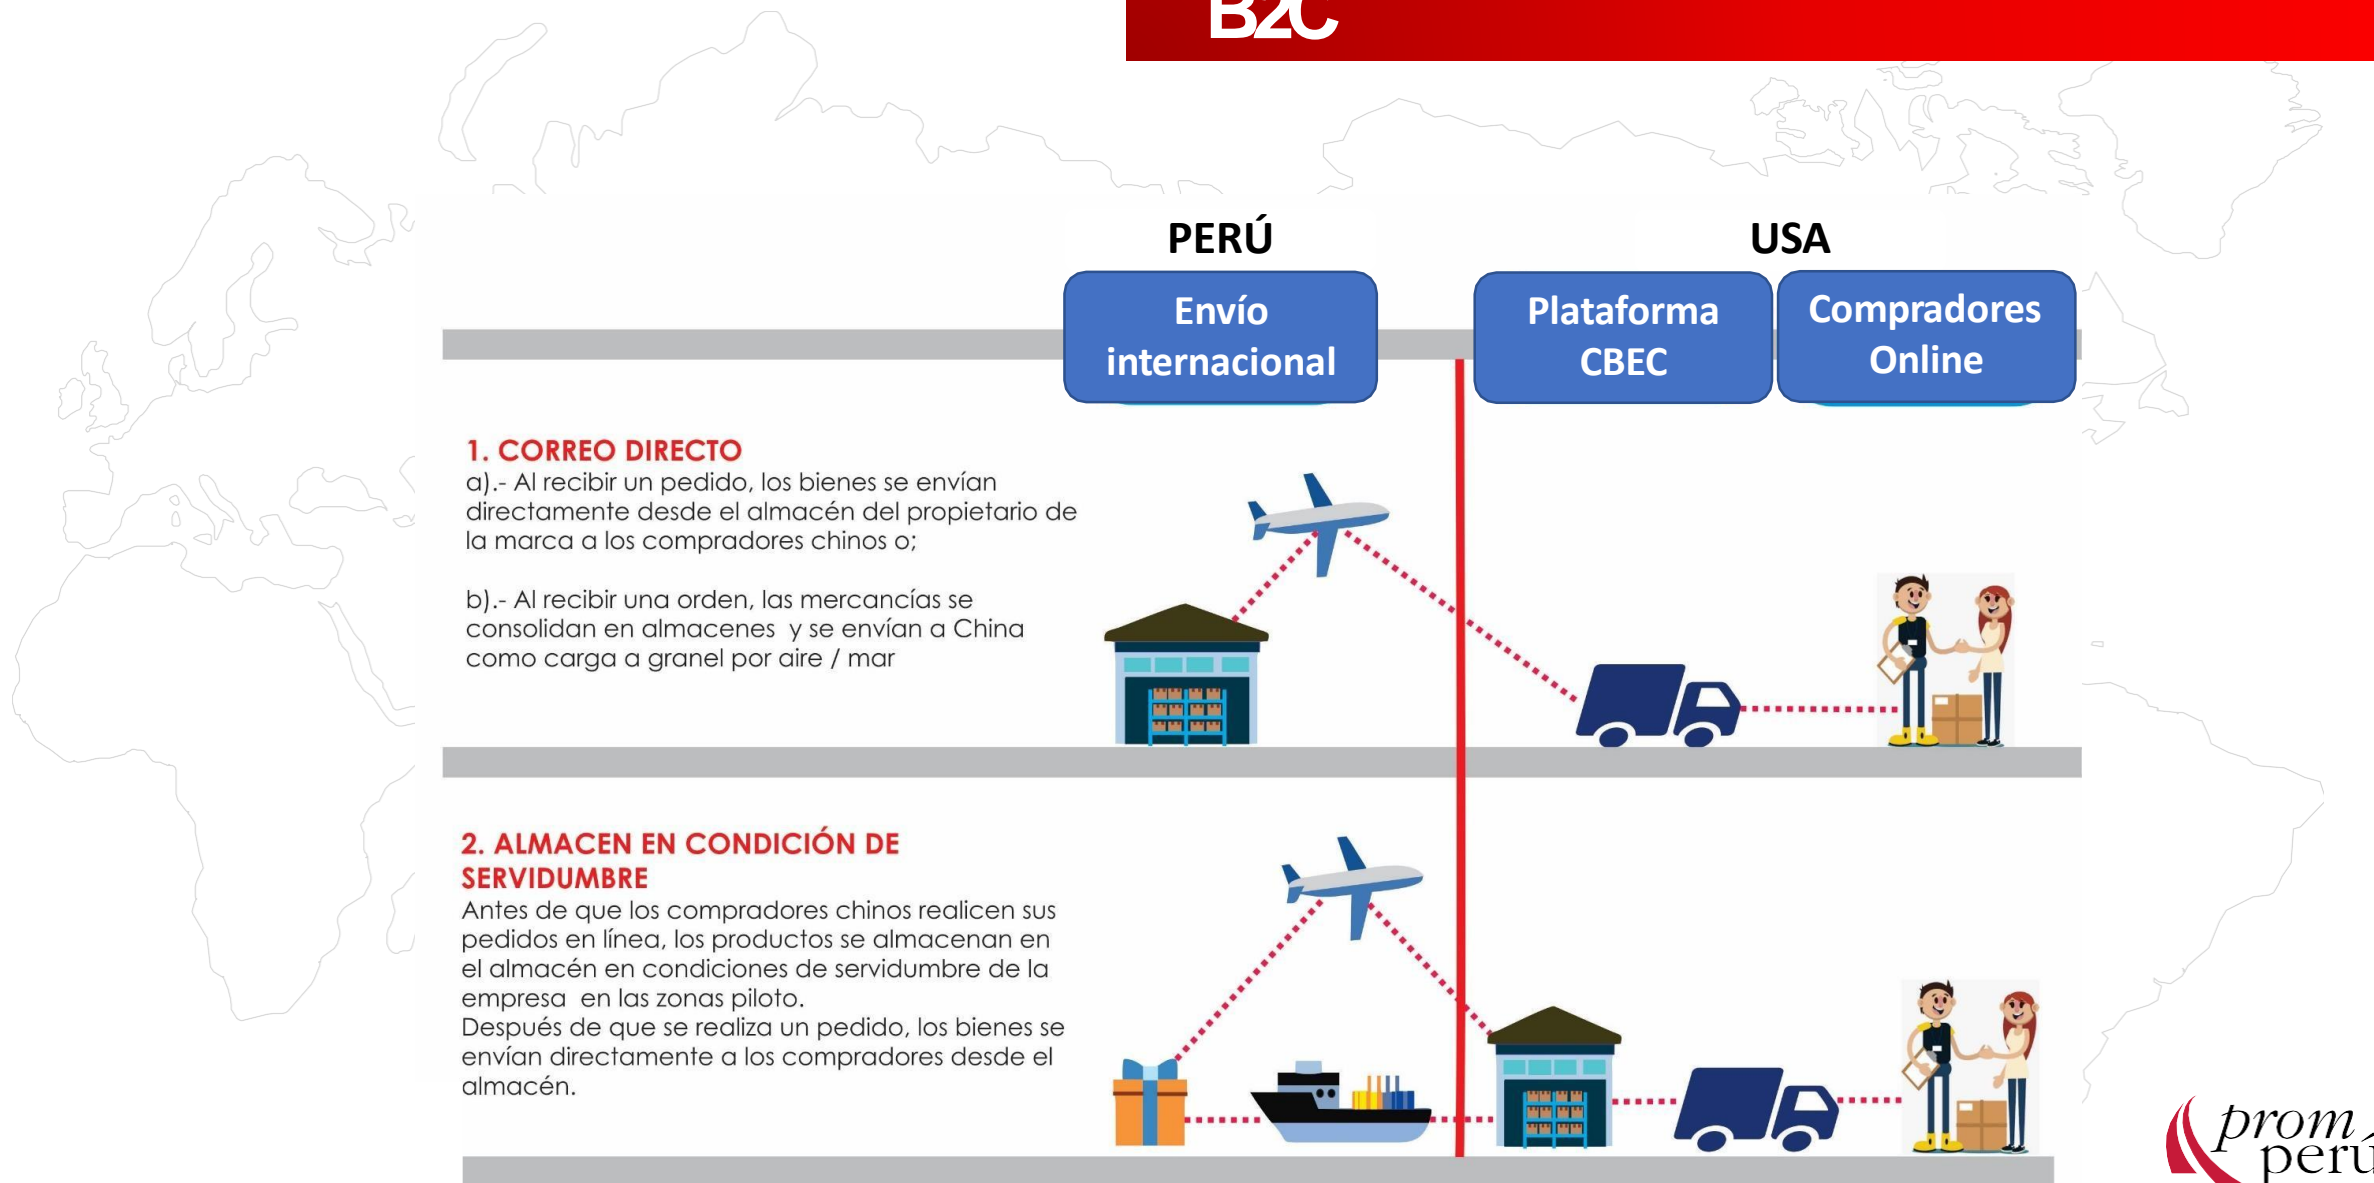 B2C
PERÚ
USA
Envío
internacional
Plataforma
CBEC
Compradores
Online
1. CORREO DIRECTO
a).- Al recibir un pedido, los bienes se envían
directamente desde el almacén del propietario de
la marca a los compradores chinos o;
b).- Al recibir una orden, las mercancías se
consolidan en almacenes y se envían a China
como carga a granel por aire / mar
2. ALMACEN EN CONDICIÓN DE
SERVIDUMBRE
Antes de que los compradores chinos realicen sus
pedidos en línea, los productos se almacenan en
el almacén en condiciones de servidumbre de la
empresa en las zonas piloto.
Después de que se realiza un pedido, los bienes se
envían directamente a los compradores desde el
almacén.
prom
perú